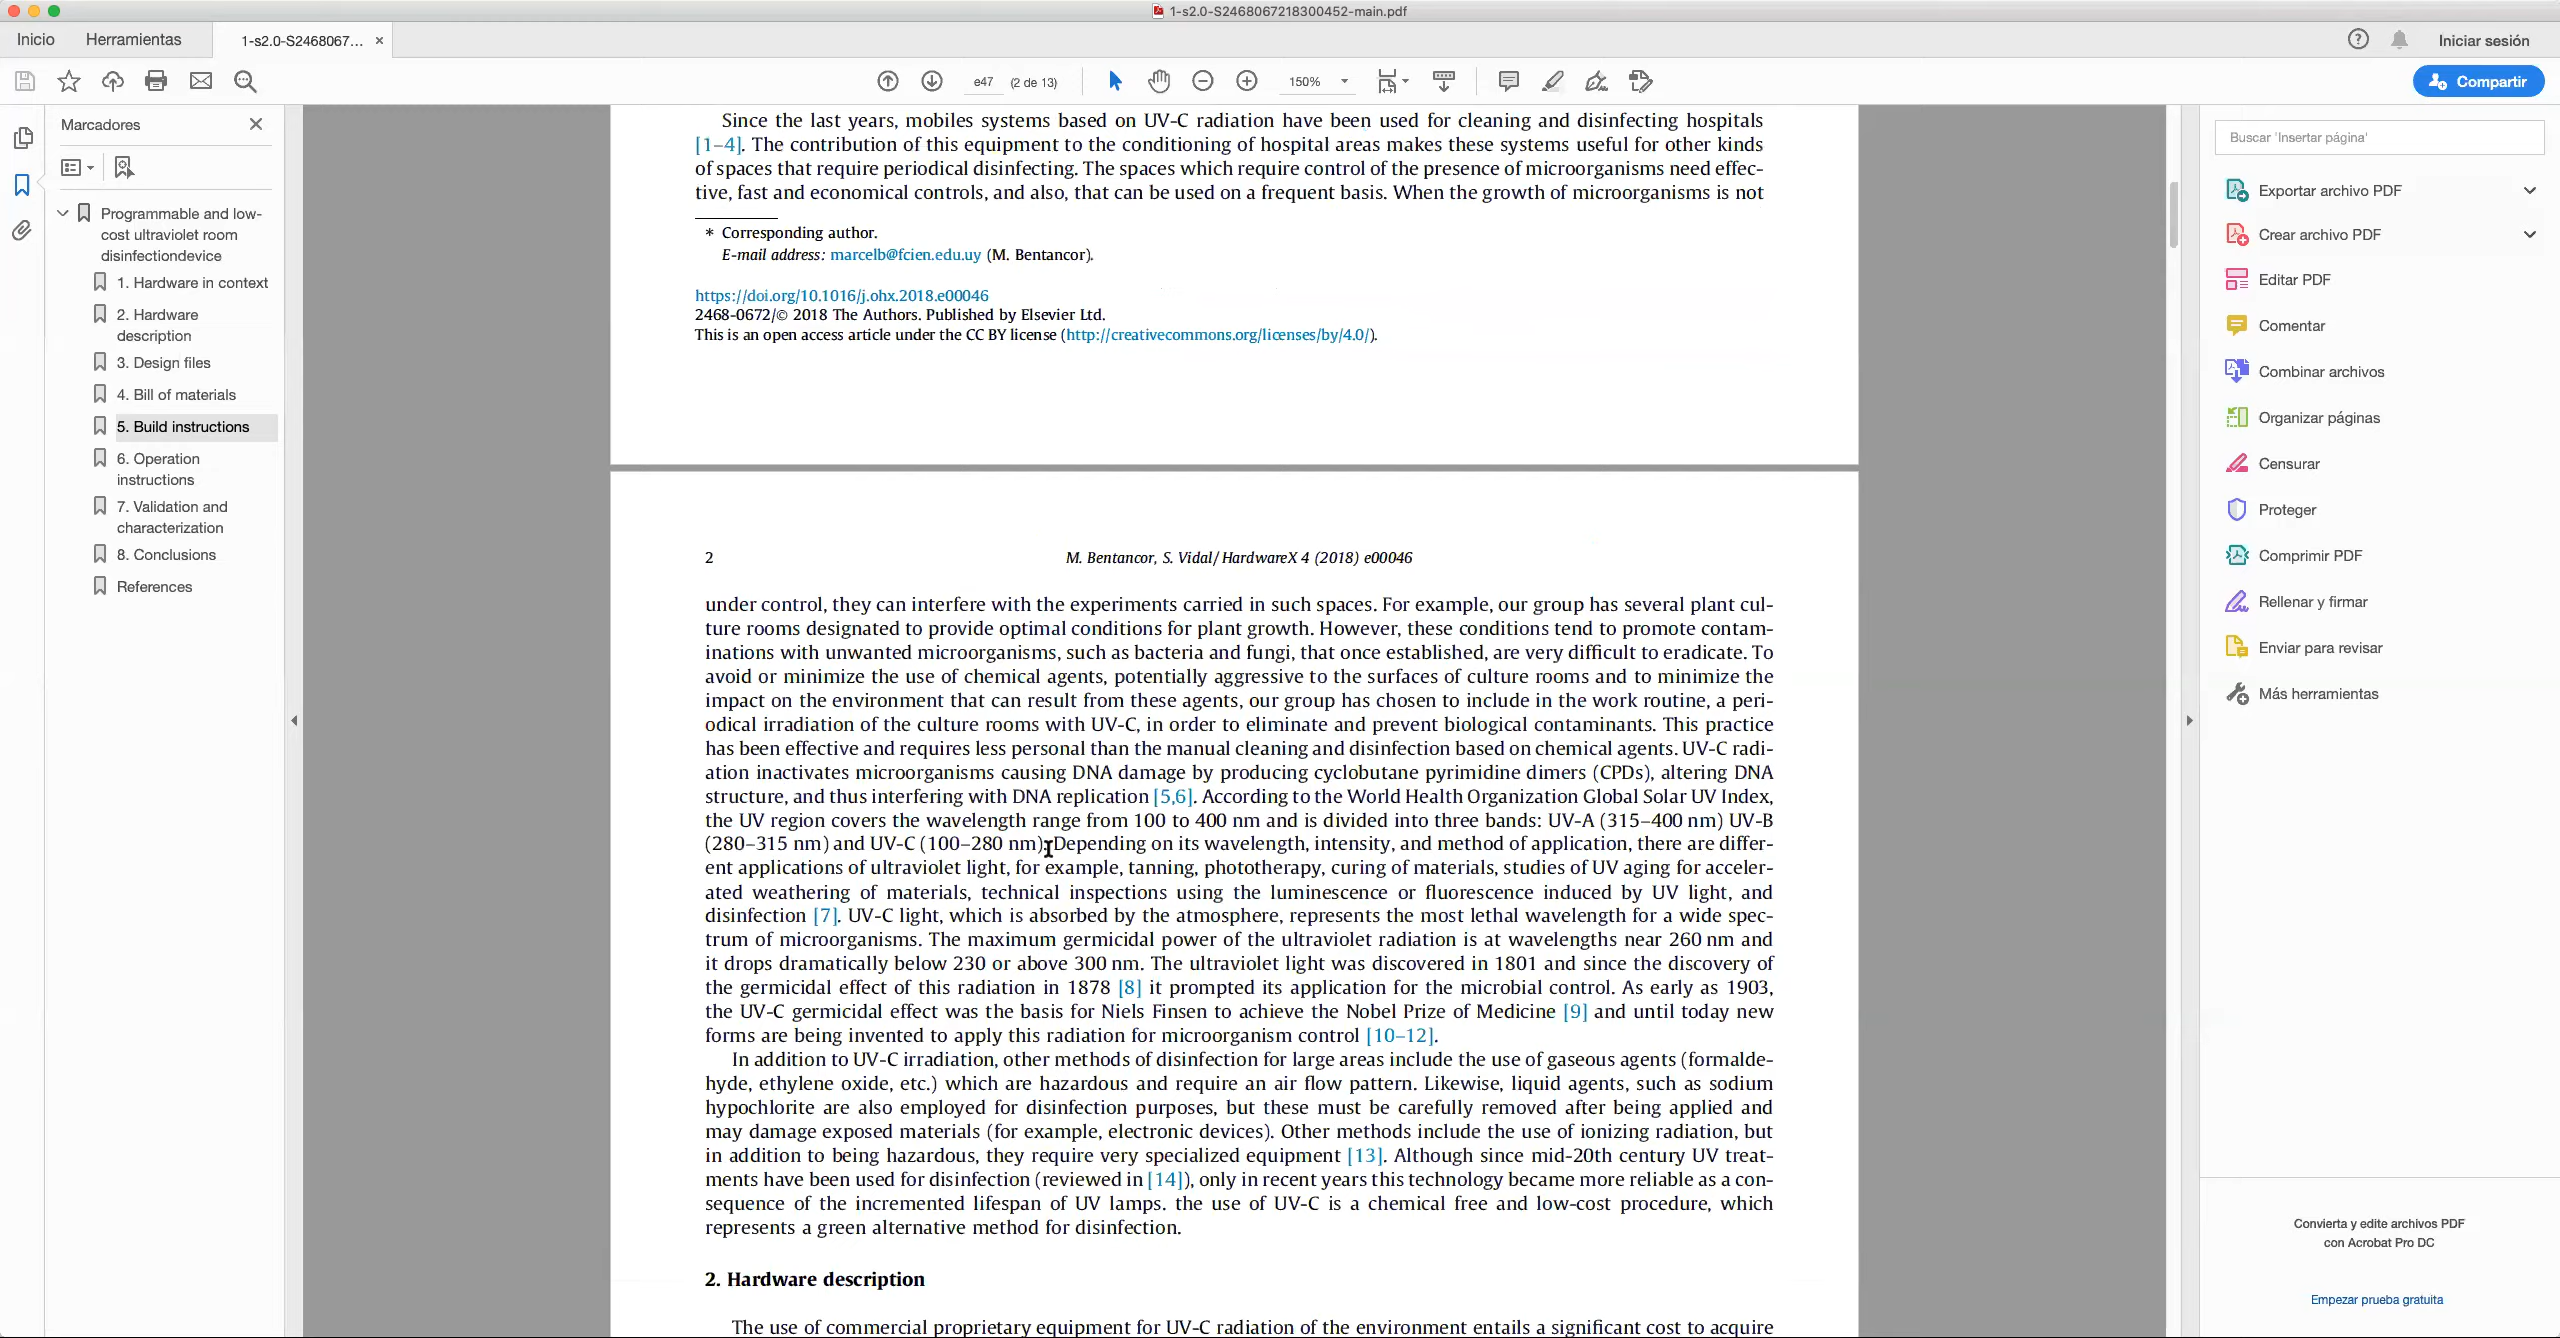 1-s2.0-S2468067218300452-main.pdf
Inicio
Herramientas
1-s2.0-S2468067...
Iniciar sesión
e47
(2 de 13)
150%
Compartir
Marcadores
Programmable and low-
cost ultraviolet room
disinfectiondevice
1. Hardware in context
2. Hardware
description
3. Design files
4. Bill of materials
5. Build instructions
6. Operation
instructions
7. Validation and
characterization
8. Conclusions
References
Since the last years, mobiles systems based on UV-C radiation have been used for cleaning and disinfecting hospitals
[1–4]. The contribution of this equipment to the conditioning of hospital areas makes these systems useful for other kinds
of spaces that require periodical disinfecting. The spaces which require control of the presence of microorganisms need effec-
tive, fast and economical controls, and also, that can be used on a frequent basis. When the growth of microorganisms is not
* Corresponding author.
E-mail address: marcelb@fcien.edu.uy (M. Bentancor).
https://doi.org/10.1016/j.ohx.2018.e00046
2468-0672/© 2018 The Authors. Published by Elsevier Ltd.
This is an open access article under the CC BY license (http://creativecommons.org/licenses/by/4.0/).
2
M. Bentancor, S. Vidal / HardwareX 4 (2018) e00046
under control, they can interfere with the experiments carried in such spaces. For example, our group has several plant cul-
ture rooms designated to provide optimal conditions for plant growth. However, these conditions tend to promote contam-
inations with unwanted microorganisms, such as bacteria and fungi, that once established, are very difficult to eradicate. To
avoid or minimize the use of chemical agents, potentially aggressive to the surfaces of culture rooms and to minimize the
impact on the environment that can result from these agents, our group has chosen to include in the work routine, a peri-
odical irradiation of the culture rooms with UV-C, in order to eliminate and prevent biological contaminants. This practice
has been effective and requires less personal than the manual cleaning and disinfection based on chemical agents. UV-C radi-
ation inactivates microorganisms causing DNA damage by producing cyclobutane pyrimidine dimers (CPDs), altering DNA
structure, and thus interfering with DNA replication [5,6]. According to the World Health Organization Global Solar UV Index,
the UV region covers the wavelength range from 100 to 400 nm and is divided into three bands: UV-A (315–400 nm) UV-B
(280–315 nm) and UV-C (100–280 nm). Depending on its wavelength, intensity, and method of application, there are differ-
ent applications of ultraviolet light, for example, tanning, phototherapy, curing of materials, studies of UV aging for acceler-
ated weathering of materials, technical inspections using the luminescence or fluorescence induced by UV light, and
disinfection [7]. UV-C light, which is absorbed by the atmosphere, represents the most lethal wavelength for a wide spec-
trum of microorganisms. The maximum germicidal power of the ultraviolet radiation is at wavelengths near 260 nm and
it drops dramatically below 230 or above 300 nm. The ultraviolet light was discovered in 1801 and since the discovery of
the germicidal effect of this radiation in 1878 [8] it prompted its application for the microbial control. As early as 1903,
the UV-C germicidal effect was the basis for Niels Finsen to achieve the Nobel Prize of Medicine [9] and until today new
forms are being invented to apply this radiation for microorganism control [10–12].
In addition to UV-C irradiation, other methods of disinfection for large areas include the use of gaseous agents (formalde-
hyde, ethylene oxide, etc.) which are hazardous and require an air flow pattern. Likewise, liquid agents, such as sodium
hypochlorite are also employed for disinfection purposes, but these must be carefully removed after being applied and
may damage exposed materials (for example, electronic devices). Other methods include the use of ionizing radiation, but
in addition to being hazardous, they require very specialized equipment [13]. Although since mid-20th century UV treat-
ments have been used for disinfection (reviewed in [14]), only in recent years this technology became more reliable as a con-
sequence of the incremented lifespan of UV lamps. the use of UV-C is a chemical free and low-cost procedure, which
represents a green alternative method for disinfection.
2. Hardware description
The use of commercial proprietary equipment for UV-C radiation of the environment entails a significant cost to acquire
Buscar 'Insertar página'
Exportar archivo PDF
Crear archivo PDF
Editar PDF
Comentar
Combinar archivos
Organizar páginas
Censurar
Proteger
Comprimir PDF
Rellenar y firmar
Enviar para revisar
Más herramientas
Convierta y edite archivos PDF
con Acrobat Pro DC
Empezar prueba gratuita